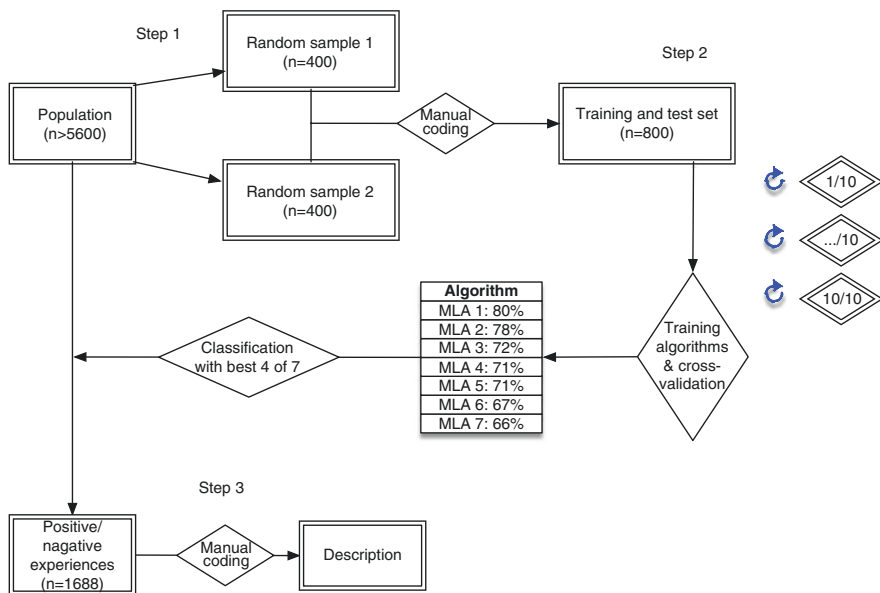 Step 1
Random sample 1
(n=400)
Step 2
Population
(n>5600)
Manual
coding
Training and test set
(n=800)
Random sample 2
(n=400)
1/10
.../10
10/10
Algorithm
MLA 1: 80%
MLA 2: 78%
MLA 3: 72%
MLA 4: 71%
MLA 5: 71%
MLA 6: 67%
MLA 7: 66%
Training
algorithms
& cross-
validation
Classification
with best 4 of 7
Step 3
Positive/
nagative
experiences
(n=1688)
Manual
coding
Description